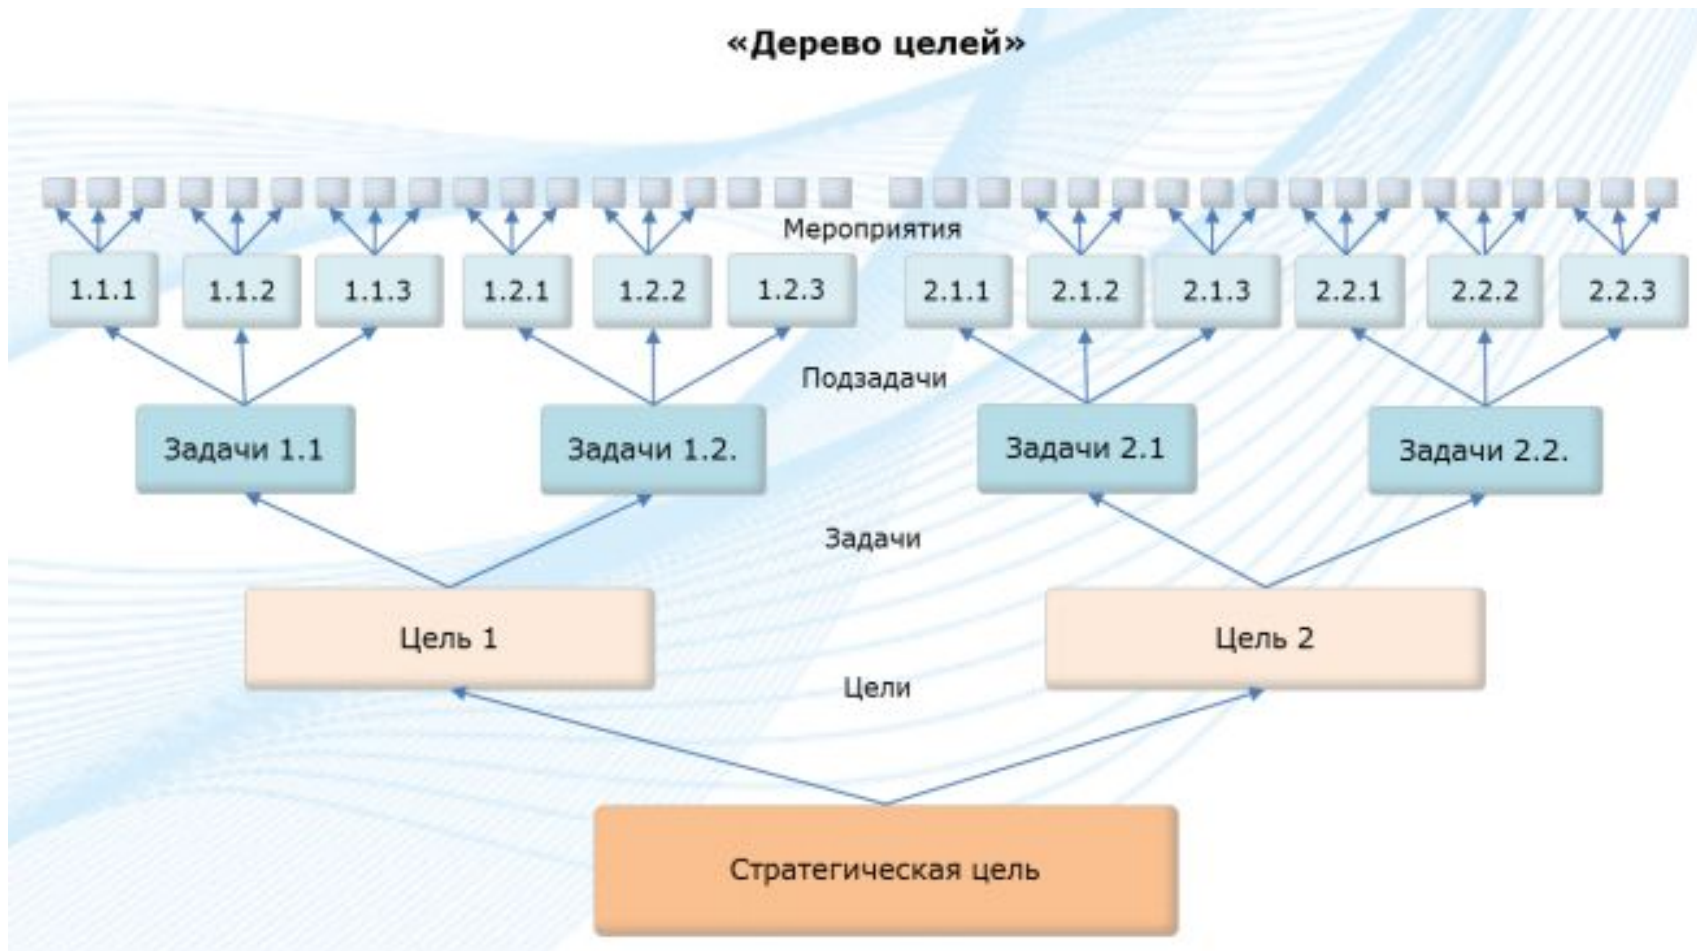 «Дерево целей»
Мероприятия
1.1.1
1.1.2
1.1.3
1.2.1
1.2.2
1.2.3
2.1.1
2.1.2
2.1.3
2.2.1
2.2.2
2.2.3
Подзадачи
Задачи 1.1
Задачи 1.2.
Задачи 2.1
Задачи 2.2.
Задачи
Цель 1
Цель 2
Цели
Стратегическая цель